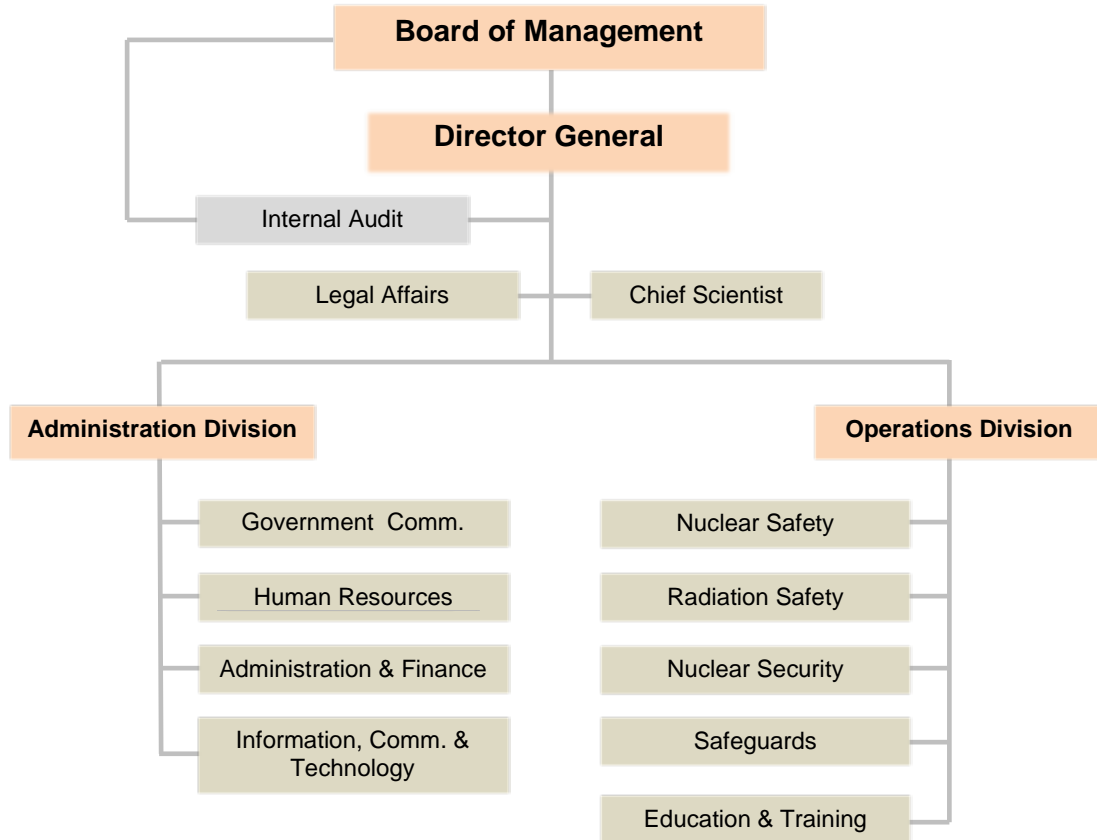 Board of Management
Director General
Internal Audit
Legal Affairs
Chief Scientist
Administration Division
Operations Division
Government Comm.
Nuclear Safety
Human Resources
Radiation Safety
Administration & Finance
Nuclear Security
Information, Comm. &
Technology
Safeguards
Education & Training